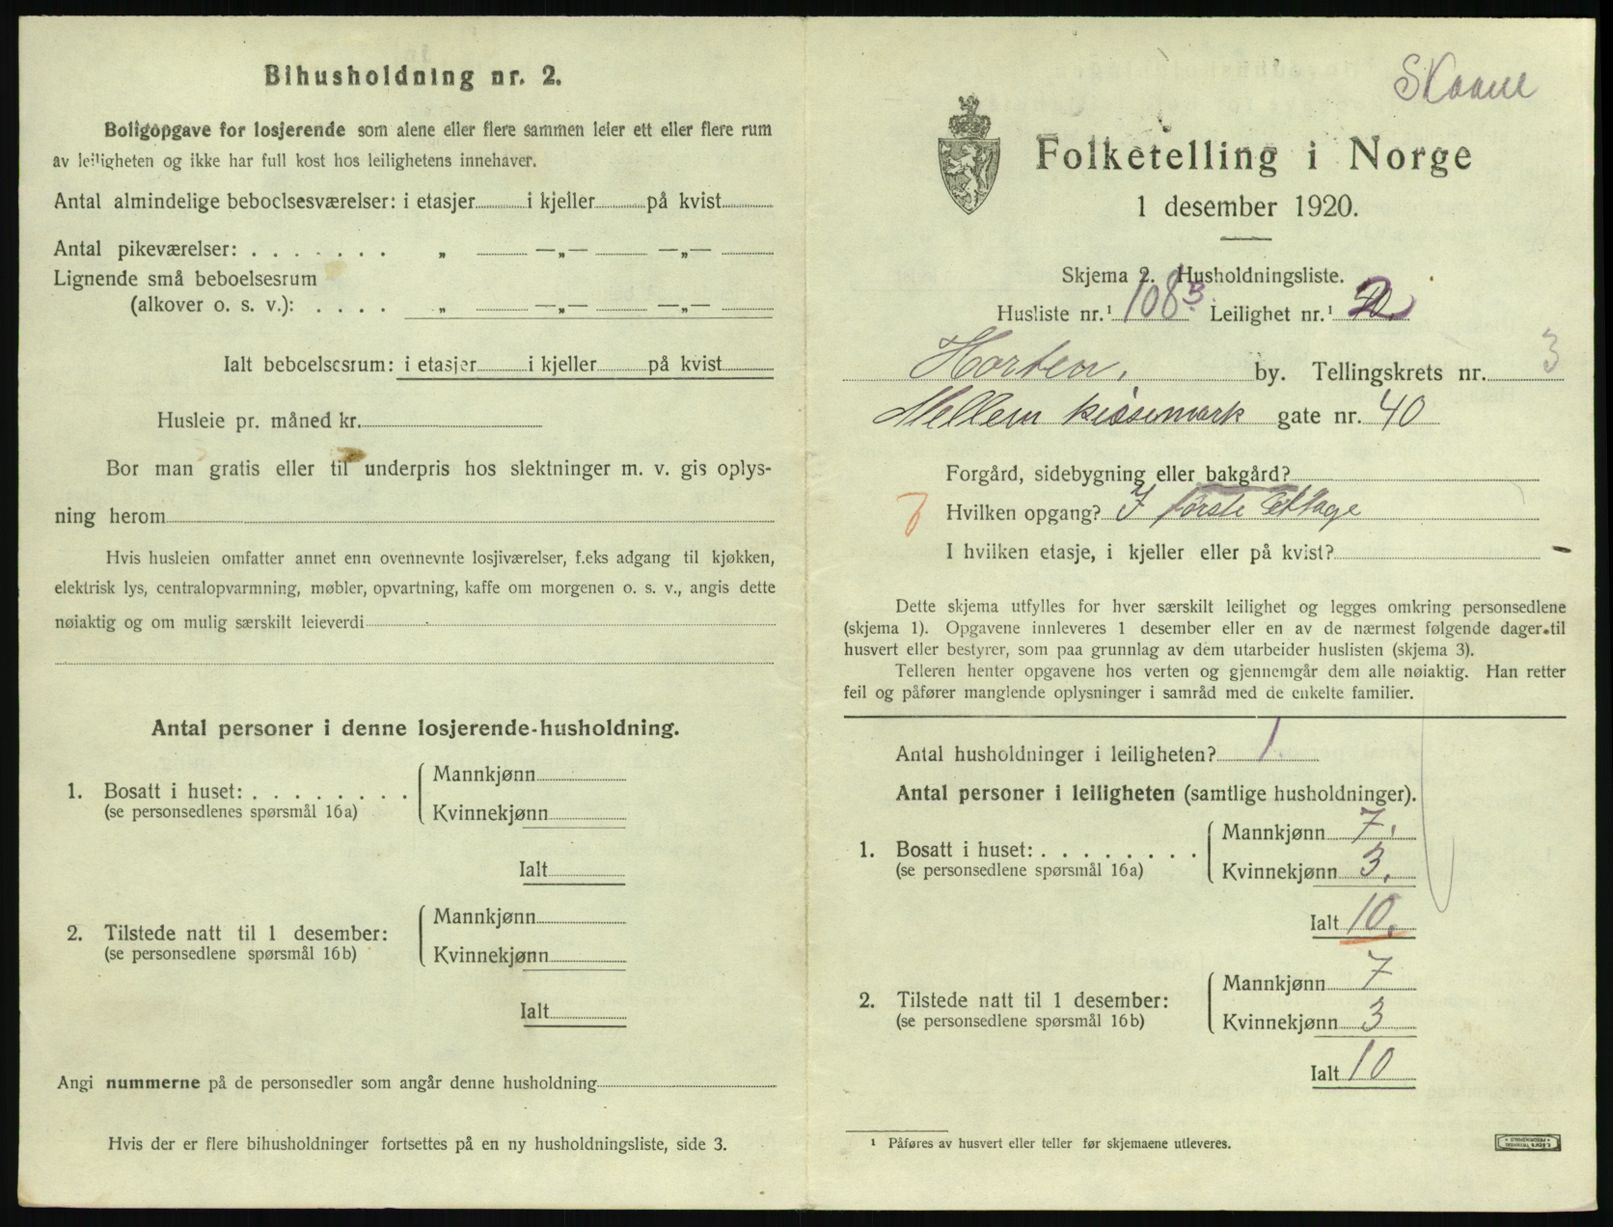 Bihusholdning nr. 2.
Boligopgave for losjerende som alene eller flere sammen leier ett eller flere rum
av leiligheten og ikke har full kost hos leilighetens innehaver.
Antal almindelige beboelsesværelser: i etasjer i kjeller på kvist
Antal pikeværelser: . . . . . . . „ —„— —„—
Lignende små beboelsesrum
(alkover o. s. v.): . . . . „ —„— —„—
Ialt beboelsesrum: i etasjer i kjeller på kvist
Husleie pr. måned kr.
Bor man gratis eller til underpris hos slektninger m. v. gis oplys-
ning herom
Hvis husleien omfatter annet enn ovennevnte losjiværelser, f.eks adgang til kjøkken,
elektrisk lys, centralopvarmning, møbler, opvartning, kaffe om morgenen o. s. v., angis dette
nøiaktig og om mulig særskilt leieverdi
Antal personer i denne losjerende-husholdning.
1. Bosatt i huset: . . . . . . . .
(se personsedlenes spørsmål 16a)
Mannkjønn
Kvinnekjønn
Ialt
2. Tilstede natt til 1 desember:
(se personsedlene spørsmål 16b)
Mannkjønn
Kvinnekjønn
Ialt
Angi nummerne på de personsedler som angår denne husholdning
Hvis der er flere bihusholdninger fortsettes på en ny husholdningsliste, side 3.
Skaane
Folketelling i Norge
1 desember 1920.
Skjema 2. Husholdningsliste.
Husliste nr.¹ 108 B. Leilighet nr.¹ 2
Horten, by. Tellingskrets nr. 3
Mellem kissemark gate nr. 40
Forgård, sidebygning eller bakgård?
Hvilken opgang? I første Ettage
I hvilken etasje, i kjeller eller på kvist?
Dette skjema utfylles for hver særskilt leilighet og legges omkring personsedlene
(skjema 1). Opgavene innleveres 1 desember eller en av de nærmest følgende dager til
husvert eller bestyrer, som paa grunnlag av dem utarbeider huslisten (skjema 3).
Telleren henter opgavene hos verten og gjennemgår dem alle nøiaktig. Han retter
feil og påfører manglende oplysninger i samråd med de enkelte familier.
Antal husholdninger i leiligheten? 1.
Antal personer i leiligheten (samtlige husholdninger).
1. Bosatt i huset: . . . . . . . .
(se personsedlene spørsmål 16a)
Mannkjønn 7.
Kvinnekjønn 3.
Ialt 10.
2. Tilstede natt til 1 desember:
(se personsedlene spørsmål 16b)
Mannkjønn 7
Kvinnekjønn 3
Ialt 10
¹ Påføres av husvert eller teller før skjemaene utleveres.